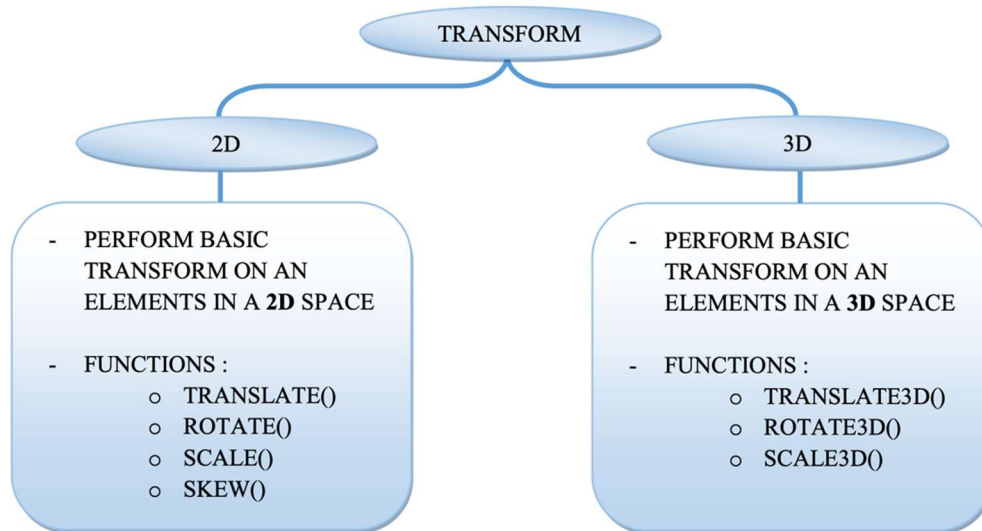 TRANSFORM
2D
- PERFORM BASIC
TRANSFORM ON AN
ELEMENTS IN A 2D SPACE
- FUNCTIONS :
o TRANSLATE()
o ROTATE()
o SCALE()
o SKEW()
3D
- PERFORM BASIC
TRANSFORM ON AN
ELEMENTS IN A 3D SPACE
- FUNCTIONS :
o TRANSLATE3D()
o ROTATE3D()
o SCALE3D()